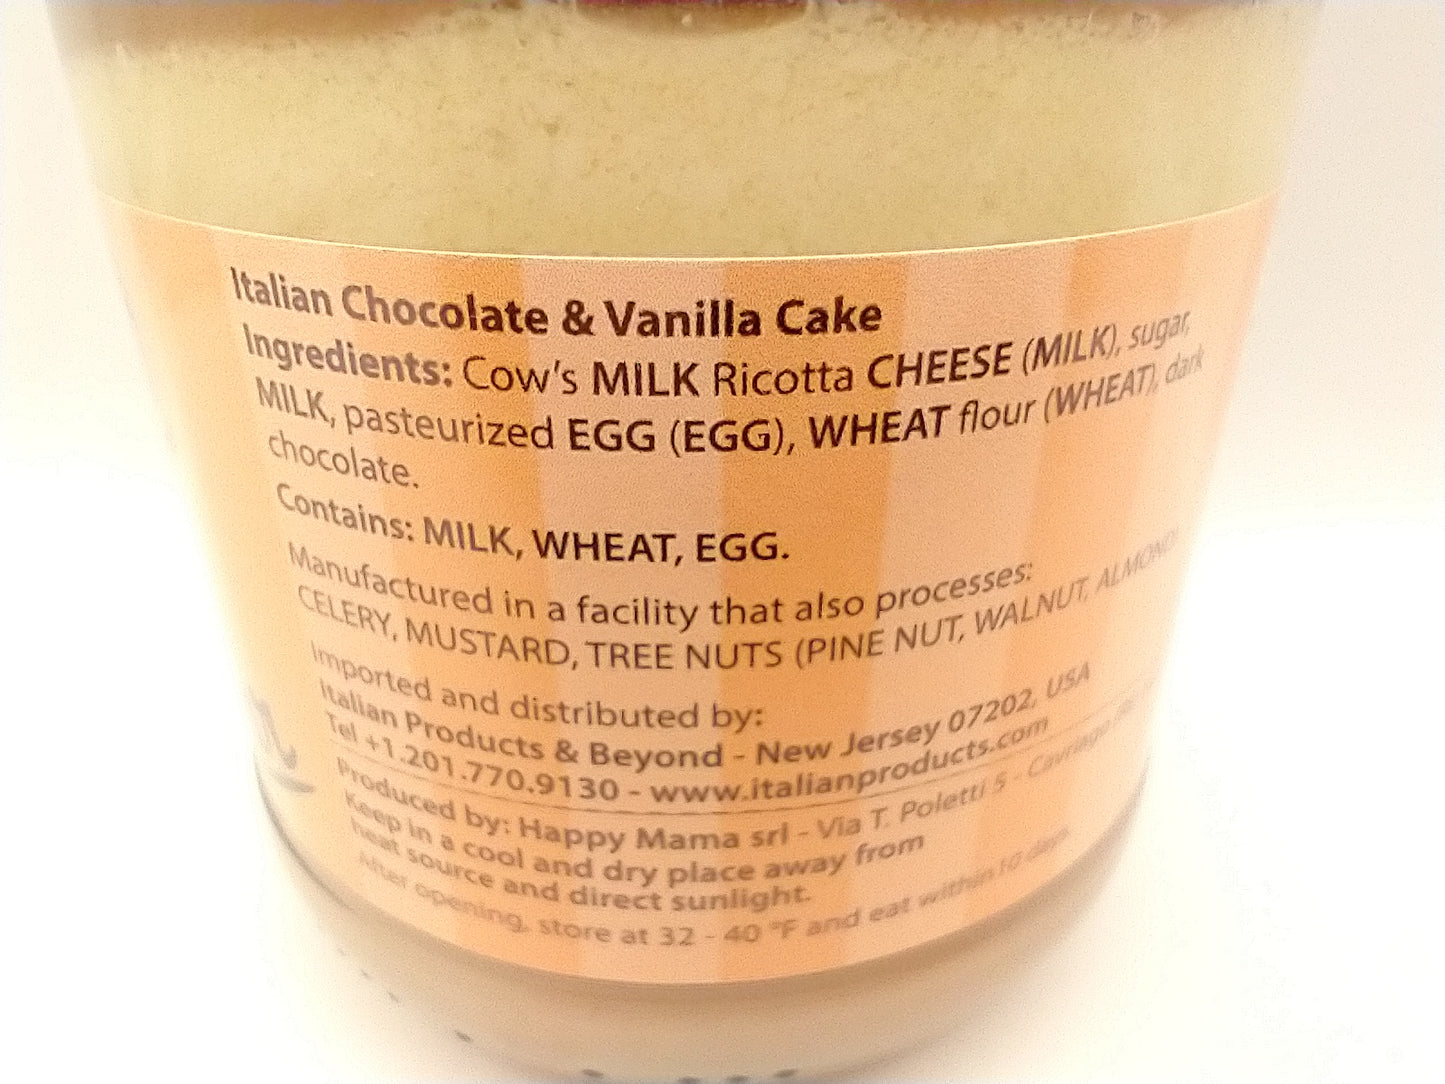 Italian Chocolate & Vanilla Cake
Ingredients: Cow's MILK Ricotta CHEESE (MILK), sugar,
MILK, pasteurized EGG (EGG), WHEAT flour (WHEAT), dark
chocolate.
Contains: MILK, WHEAT, EGG.
Manufactured in a facility that also processes:
CELERY, MUSTARD, TREE NUTS (PINE NUT, WALNUT, ALMOND)
Imported and distributed by:
Italian Products & Beyond - New Jersey 07202, USA
Tel +1.201.770.9130 - www.italianproducts.com
Produced by: Happy Mama srl - Via T. Poletti 5 - Cavriago
Keep in a cool and dry place away from
heat source and direct sunlight.
After opening, store at 32 - 40 °F and eat within 10 days